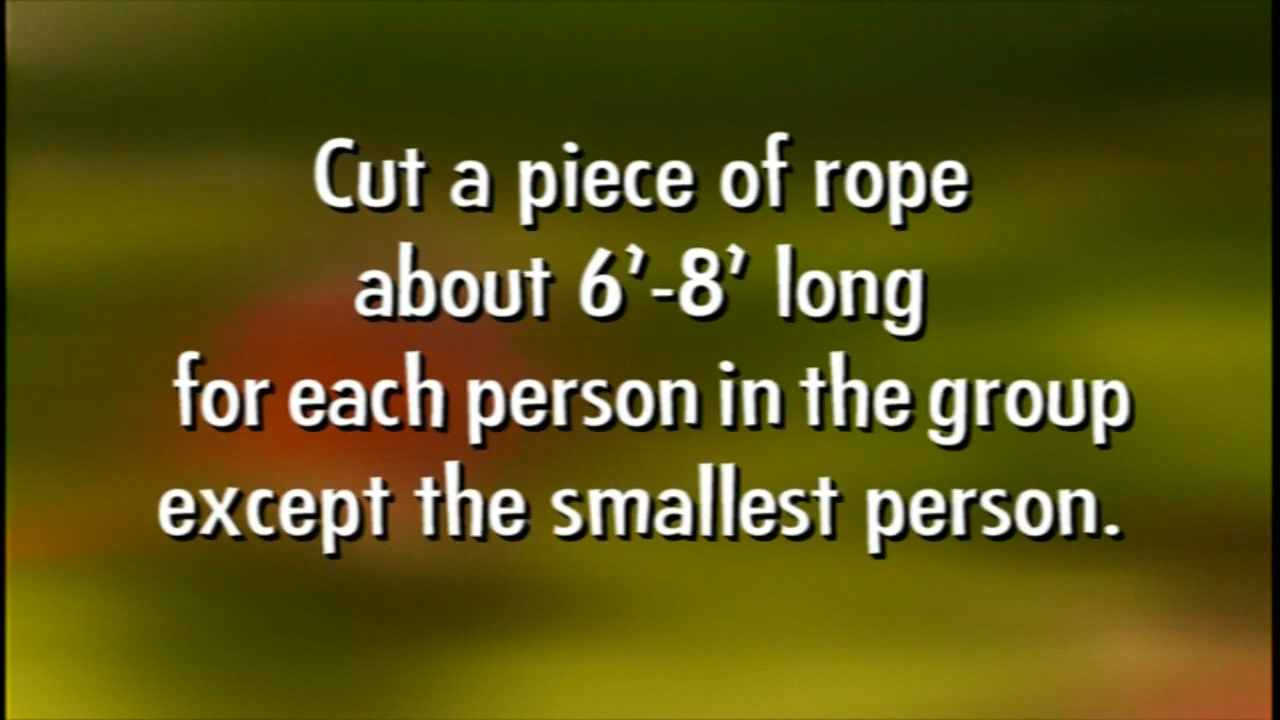 Cut a piece of rope
about 6’-8’ long
for each person in the group
except the smallest person.